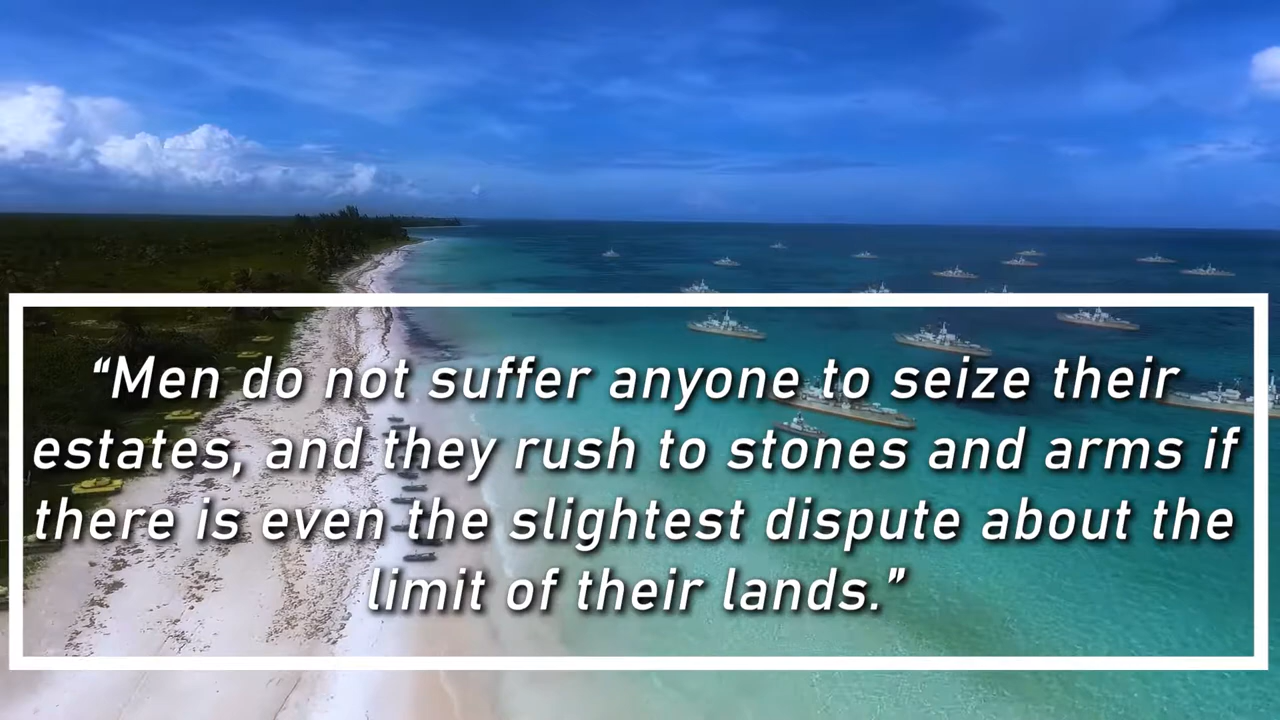 “Men do not suffer anyone to seize their
estates, and they rush to stones and arms if
there is even the slightest dispute about the
limit of their lands.”